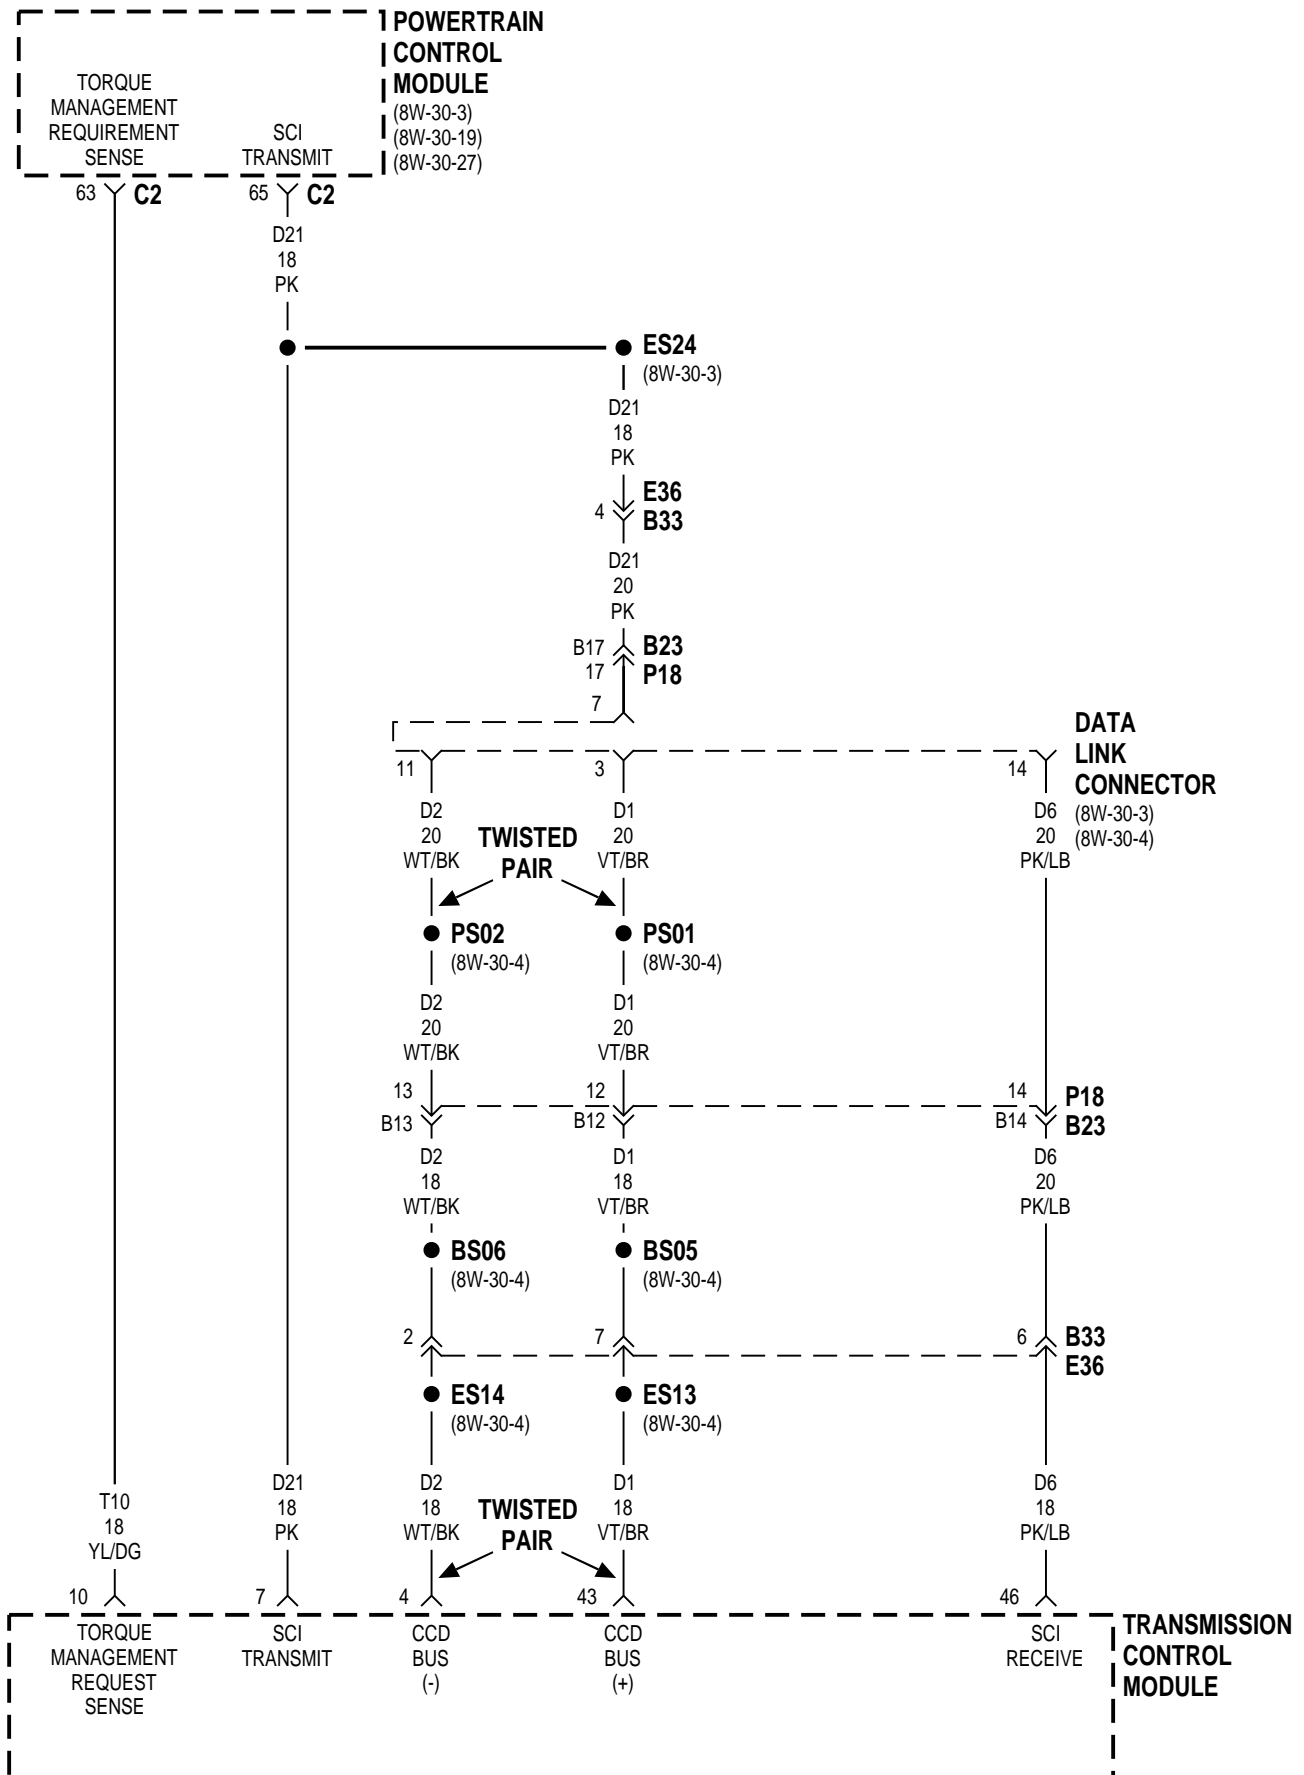 POWERTRAIN
CONTROL
MODULE
(8W-30-3)
(8W-30-19)
(8W-30-27)
TORQUE
MANAGEMENT
REQUIREMENT
SENSE
SCI
TRANSMIT
63 C2
65 C2
D21
18
PK
ES24
(8W-30-3)
D21
18
PK
E36
4
B33
D21
20
PK
B17 B23
17 P18
7
DATA
LINK
CONNECTOR
(8W-30-3)
(8W-30-4)
11
3
14
D2
20
WT/BK
TWISTED
PAIR
D1
20
VT/BR
D6
20
PK/LB
PS02
(8W-30-4)
PS01
(8W-30-4)
D2
20
WT/BK
D1
20
VT/BR
13
12
14 P18
B13
B12
B14 B23
D2
18
WT/BK
D1
18
VT/BR
D6
20
PK/LB
BS06
(8W-30-4)
BS05
(8W-30-4)
2
7
6 B33
E36
ES14
(8W-30-4)
ES13
(8W-30-4)
T10
18
YL/DG
D21
18
PK
D2
18
WT/BK
TWISTED
PAIR
D1
18
VT/BR
D6
18
PK/LB
10
7
4
43
46
TORQUE
MANAGEMENT
REQUEST
SENSE
SCI
TRANSMIT
CCD
BUS
(-)
CCD
BUS
(+)
SCI
RECEIVE
TRANSMISSION
CONTROL
MODULE